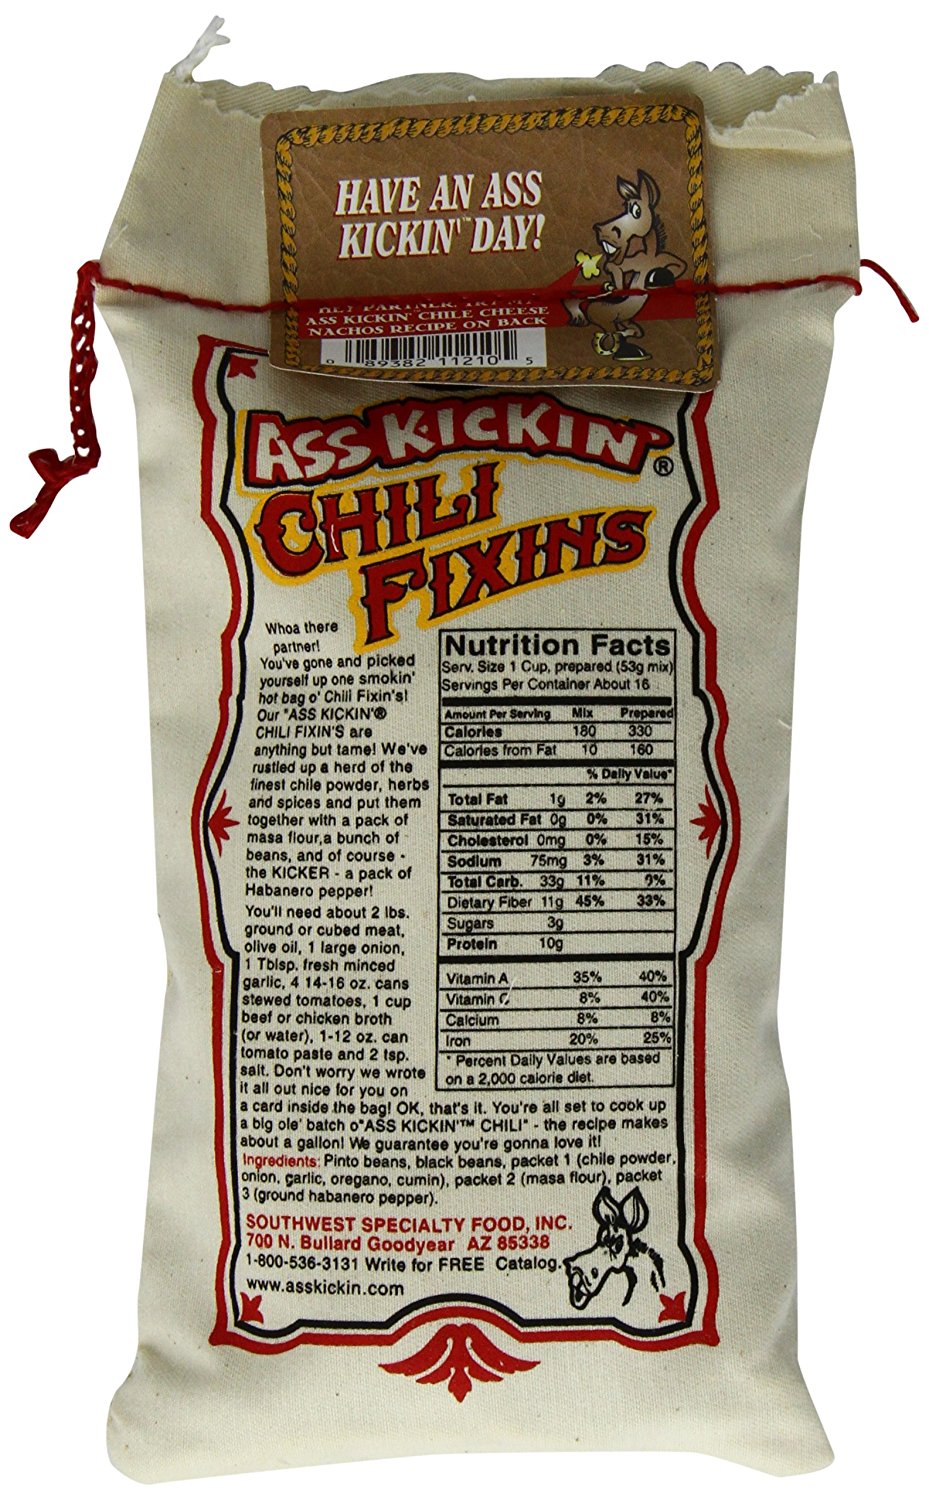 HAVE AN ASS
KICKIN'™ DAY!
ASS KICKIN' CHILE CHEESE
NACHOS RECIPE ON BACK
0 89382 11210 5
ASS KICKIN' ®
CHILI
FIXINS
Whoa there
partner!
You've gone and picked
yourself up one smokin'
hot bag o' Chili Fixin's!
Our "ASS KICKIN'®
CHILI FIXIN'S are
anything but tame! We've
rustled up a herd of the
finest chile powder, herbs
and spices and put them
together with a pack of
masa flour,a bunch of
beans, and of course -
the KICKER - a pack of
Habanero pepper!
You'll need about 2 lbs.
ground or cubed meat,
olive oil, 1 large onion,
1 Tblsp. fresh minced
garlic, 4 14-16 oz. cans
stewed tomatoes, 1 cup
beef or chicken broth
(or water), 1-12 oz. can
tomato paste and 2 tsp.
salt. Don't worry we wrote
it all out nice for you on
a card inside the bag! OK, that's it. You're all set to cook up
a big ole' batch o"ASS KICKIN'™ CHILI" - the recipe makes
about a gallon! We guarantee you're gonna love it!
Nutrition Facts
Serv. Size 1 Cup, prepared (53g mix)
Servings Per Container About 16
Amount Per Serving Mix Prepared
Calories 180 330
Calories from Fat 10 160
% Daily Value*
Total Fat 1g 2% 27%
Saturated Fat 0g 0% 31%
Cholesterol 0mg 0% 15%
Sodium 75mg 3% 31%
Total Carb. 33g 11% 9%
Dietary Fiber 11g 45% 33%
Sugars 3g
Protein 10g
Vitamin A 35% 40%
Vitamin C 8% 40%
Calcium 8% 8%
Iron 20% 25%
* Percent Daily Values are based
on a 2,000 calorie diet.
Ingredients: Pinto beans, black beans, packet 1 (chile powder,
onion, garlic, oregano, cumin), packet 2 (masa flour), packet
3 (ground habanero pepper).
SOUTHWEST SPECIALTY FOOD, INC.
700 N. Bullard Goodyear AZ 85338
1-800-536-3131 Write for FREE Catalog.
www.asskickin.com